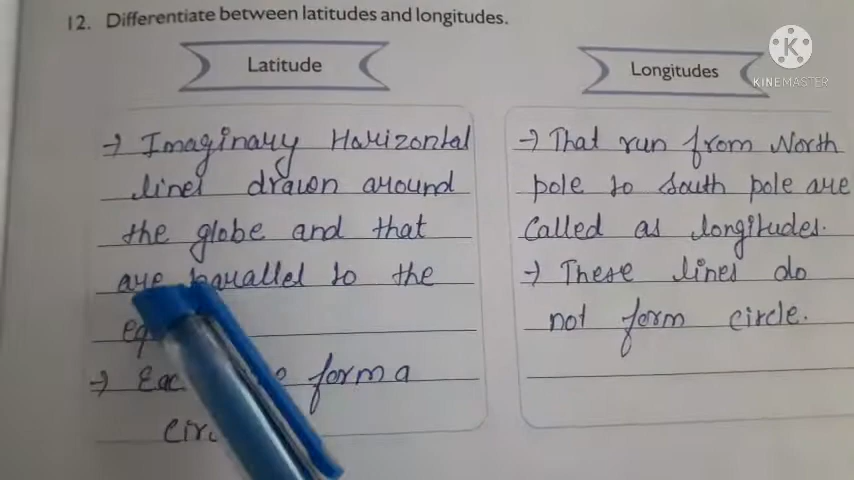 12. Differentiate between latitudes and longitudes.
Latitude
→ Imaginary Horizontal
lines drawn around
the globe and that
are parallel to the
→ form a
Longitudes
→ That run from North
pole to south pole are
called as longitudes.
→ These lines do
not form circle.
KINEMASTER